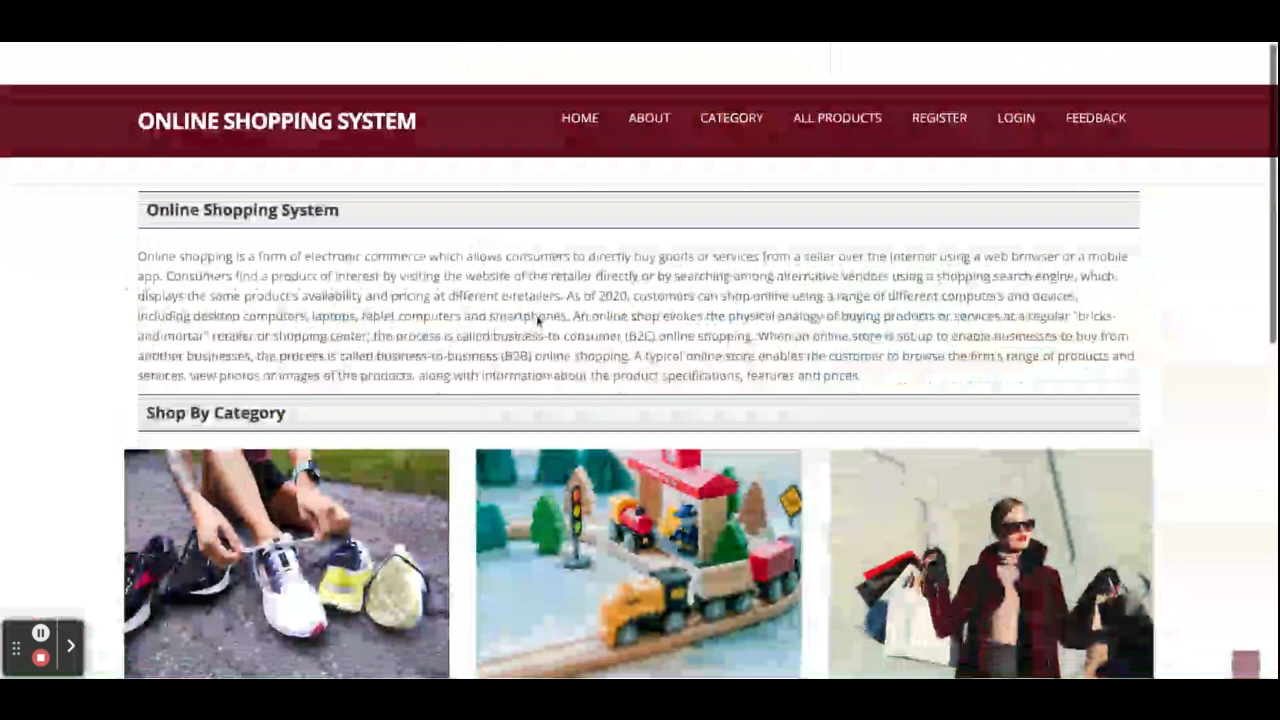 ONLINE SHOPPING SYSTEM
HOME ABOUT CATEGORY ALL PRODUCTS REGISTER LOGIN FEEDBACK
Online Shopping System
Online shopping is a form of electronic commerce which allows consumers to directly buy goods or services from a seller over the Internet using a web browser or a mobile
app. Consumers find a product of interest by visiting the website of the retailer directly or by searching among alternative vendors using a shopping search engine, which
displays the same product's availability and pricing at different e-retailers. As of 2020, customers can shop online using a range of different computers and devices,
including desktop computers, laptops, tablet computers and smartphones. An online shop evokes the physical analogy of buying products or services at a regular "bricks-
and-mortar" retailer or shopping center; the process is called business-to-consumer (B2C) online shopping. When an online store is set up to enable businesses to buy from
another businesses, the process is called business-to-business (B2B) online shopping. A typical online store enables the customer to browse the firm's range of products and
services, view photos or images of the products, along with information about the product specifications, features and prices.
Shop By Category